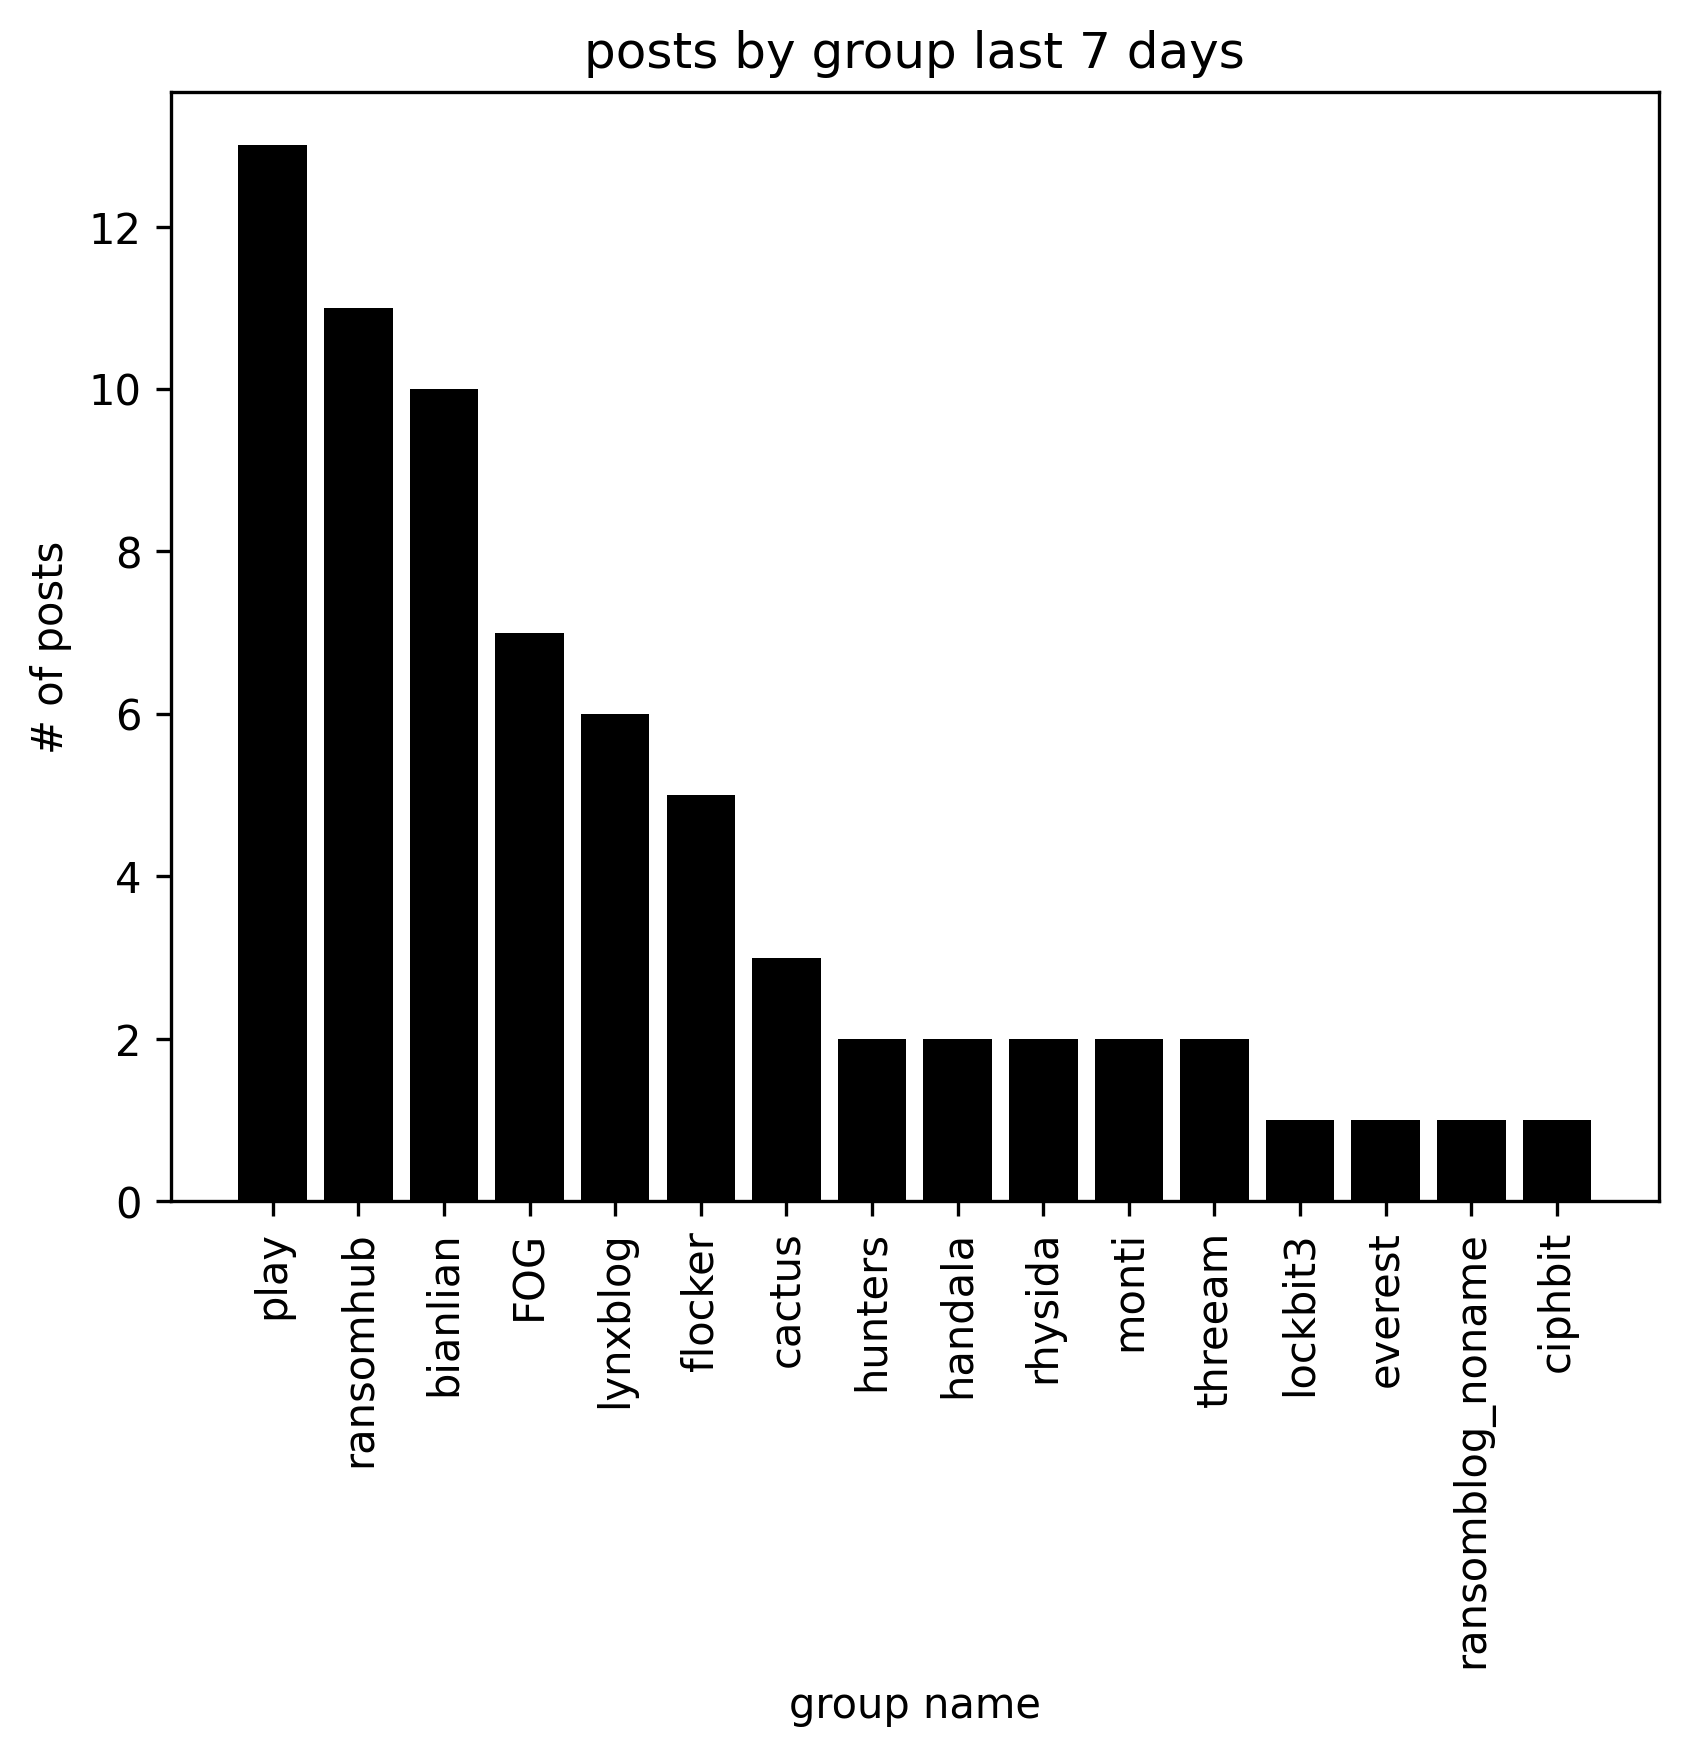 posts by group last 7 days
# of posts
12
10
8
6
4
2
0
play
ransomhub
bianlian
FOG
lynxblog
flocker
cactus
hunters
handala
rhysida
monti
threeam
lockbit3
everest
ransomblog_noname
ciphbit
group name